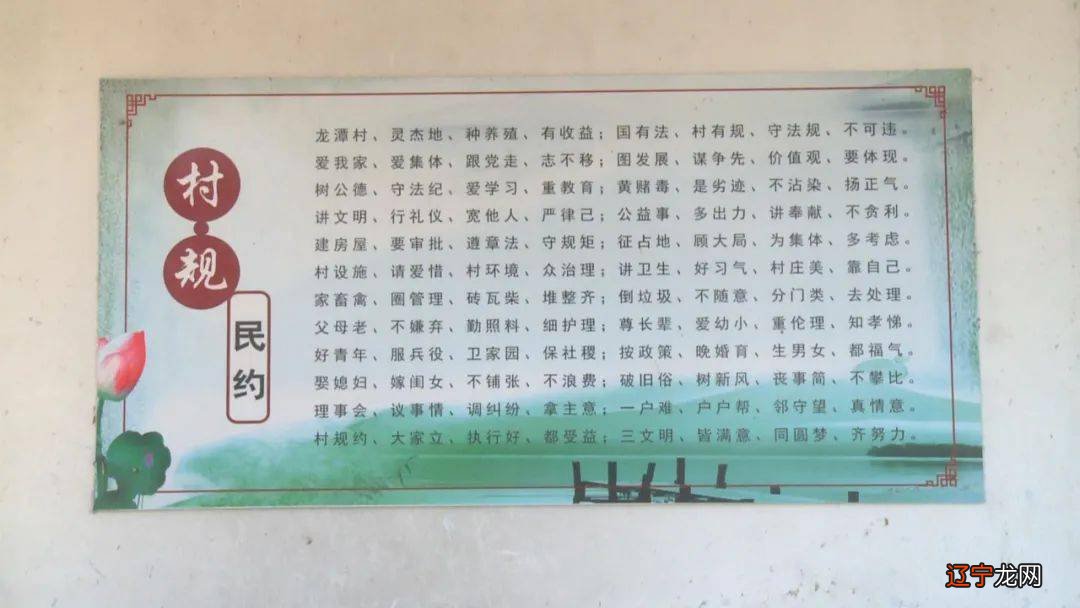 村规
民约
龙潭村、灵杰地、种养殖、有收益；国有法、村有规、守法规、不可违。
爱我家、爱集体、跟党走、志不移；图发展、谋争先、价值观、要体现。
树公德、守法纪、爱学习、重教育；黄赌毒、是劣迹、不沾染、扬正气。
讲文明、行礼仪、宽他人、严律己；公益事、多出力、讲奉献、不贪利。
建房屋、要审批、遵章法、守规矩；征占地、顾大局、为集体、多考虑。
村设施、请爱惜、村环境、众治理；讲卫生、好习气、村庄美、靠自己。
家畜禽、圈管理、砖瓦柴、堆整齐；倒垃圾、不随意、分门类、去处理。
父母老、不嫌弃、勤照料、细护理；尊长辈、爱幼小、重伦理、知孝悌。
好青年、服兵役、卫家园、保社稷；按政策、晚婚育、生男女、都福气。
娶媳妇、嫁闺女、不铺张、不浪费；破旧俗、树新风、丧事简、不攀比。
理事会、议事情、调纠纷、拿主意；一户难、户户帮、邻守望、真情意。
村规约、大家立、执行好、都受益；三文明、皆满意、同圆梦、齐努力。
辽宁龙网